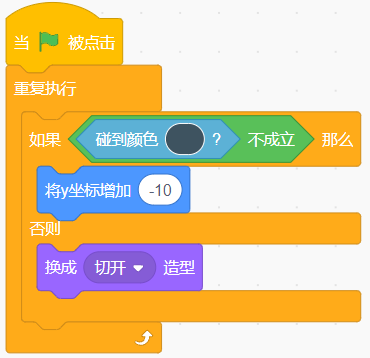 当 被点击
重复执行
如果 碰到颜色 ? 不成立 那么
将y坐标增加 -10
否则
换成 切开 造型